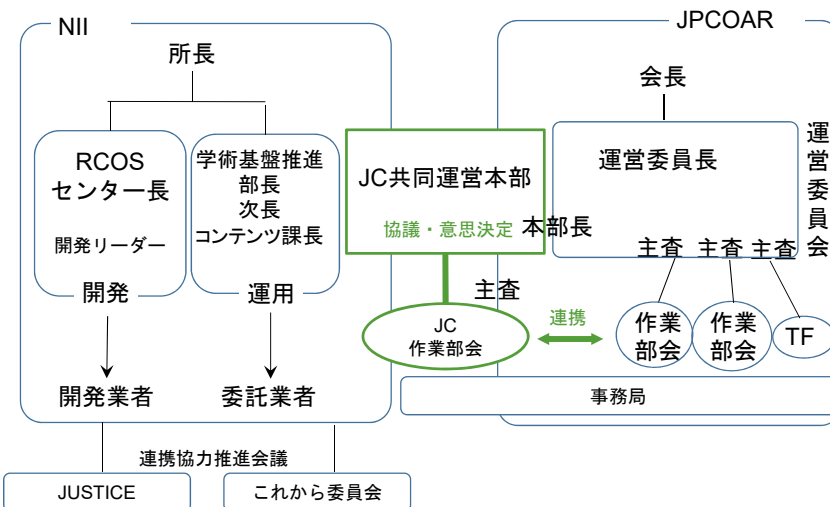 NII
所長
RCOS
センター長
開発リーダー
開発
学術基盤推進
部長
次長
コンテンツ課長
運用
開発業者
委託業者
連携協力推進会議
JUSTICE
これから委員会
JC共同運営本部
協議・意思決定
本部長
主査
JC
作業部会
連携
JPCOAR
会長
運営委員長
運営委員会
主査
主査
主査
作業
部会
作業
部会
TF
事務局